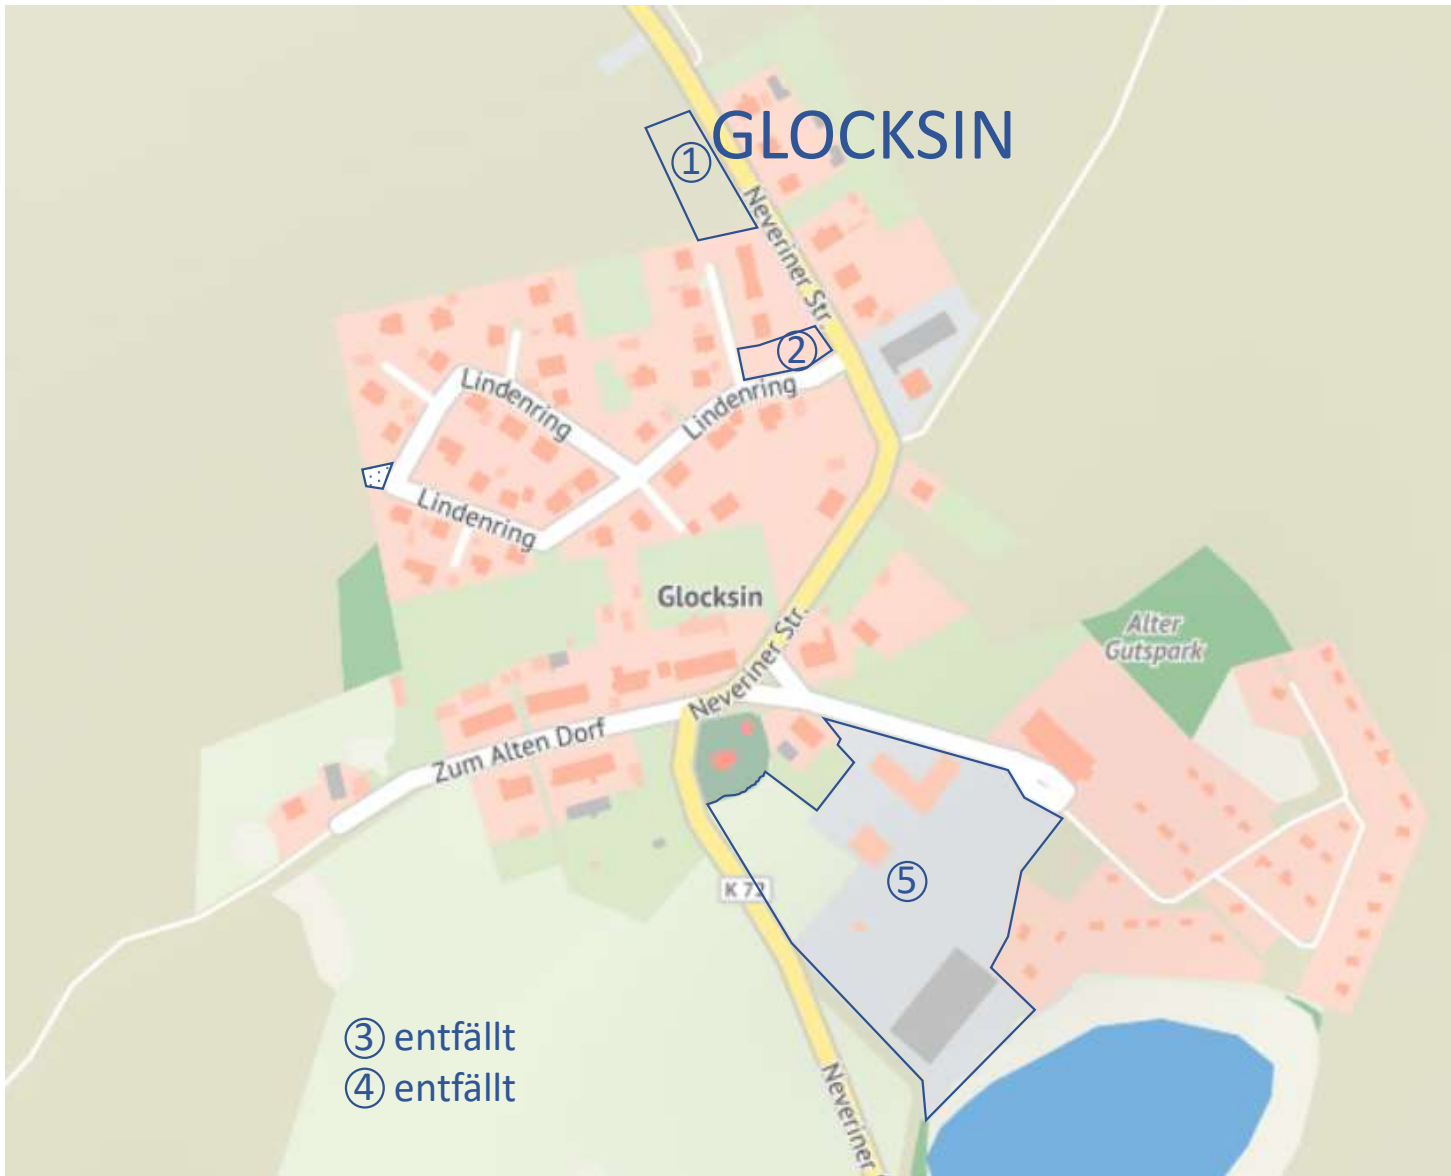 GLOCKSIN
①
Neveriner Str.
②
Lindenring
Lindenring
Lindenring
Glocksin
Alter
Gutspark
Neveriner Str.
Zum Alten Dorf
⑤
K 72
③ entfällt
④ entfällt
Neveriner